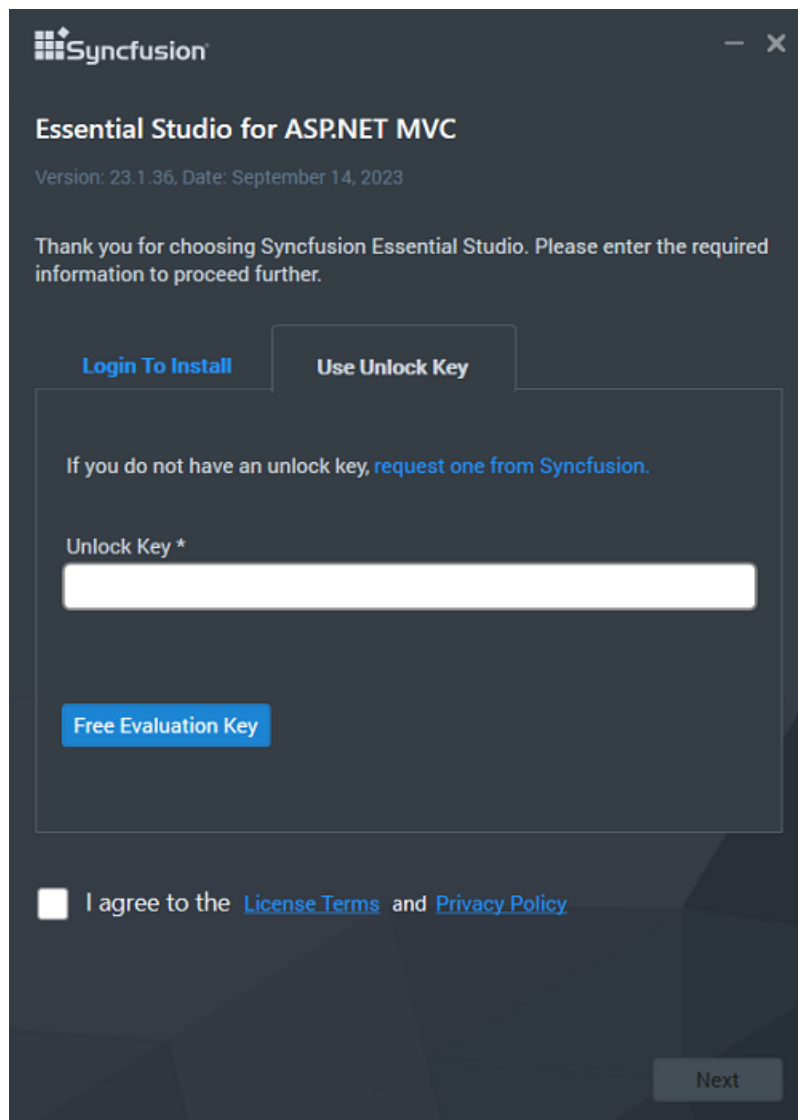 Syncfusion
Essential Studio for ASP.NET MVC
Version: 23.1.36, Date: September 14, 2023
Thank you for choosing Syncfusion Essential Studio. Please enter the required
information to proceed further.
Login To Install
Use Unlock Key
If you do not have an unlock key, request one from Syncfusion.
Unlock Key *
Free Evaluation Key
I agree to the License Terms and Privacy Policy
Next